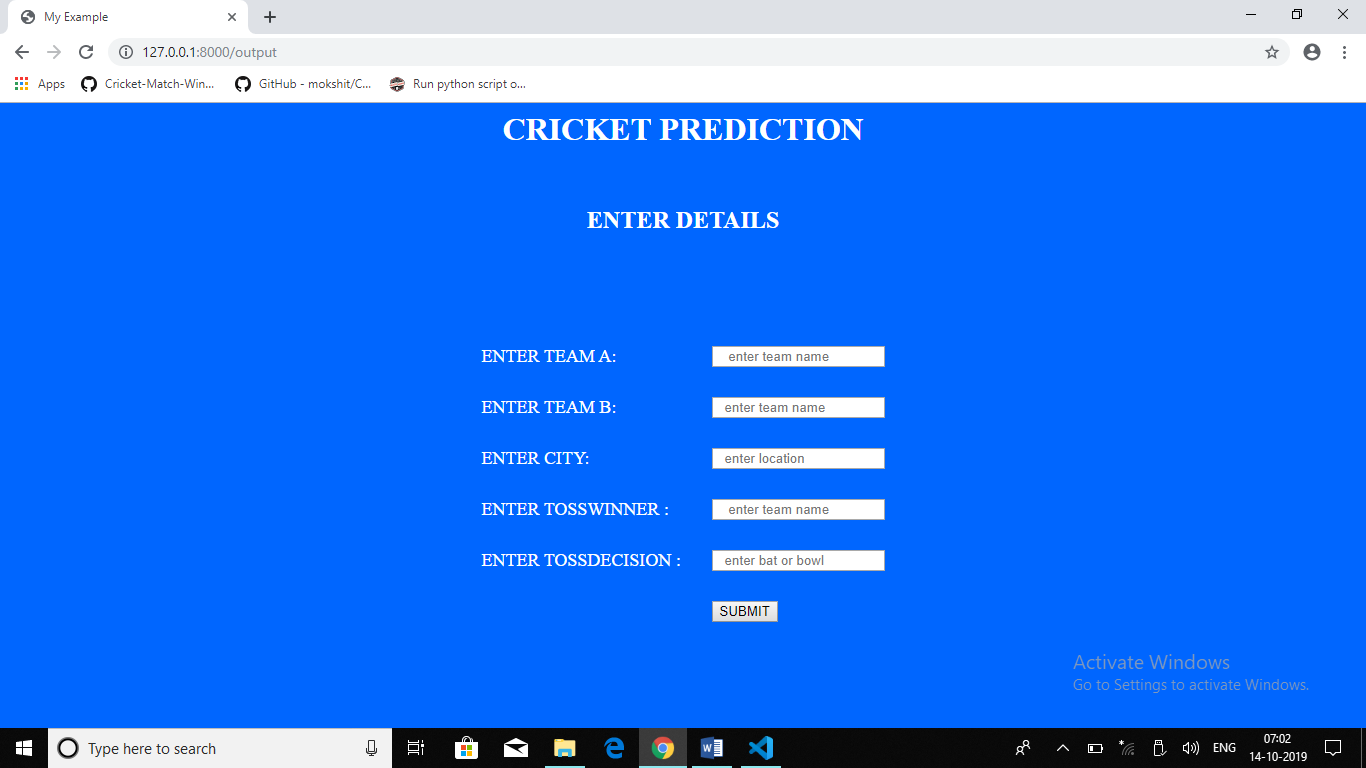 My Example
127.0.0.1:8000/output
Apps Cricket-Match-Win... GitHub - mokshit/C... Run python script o...
CRICKET PREDICTION
ENTER DETAILS
ENTER TEAM A: enter team name
ENTER TEAM B: enter team name
ENTER CITY: enter location
ENTER TOSSWINNER : enter team name
ENTER TOSSDECISION : enter bat or bowl
SUBMIT
Activate Windows
Go to Settings to activate Windows.
Type here to search
ENG
07:02
14-10-2019